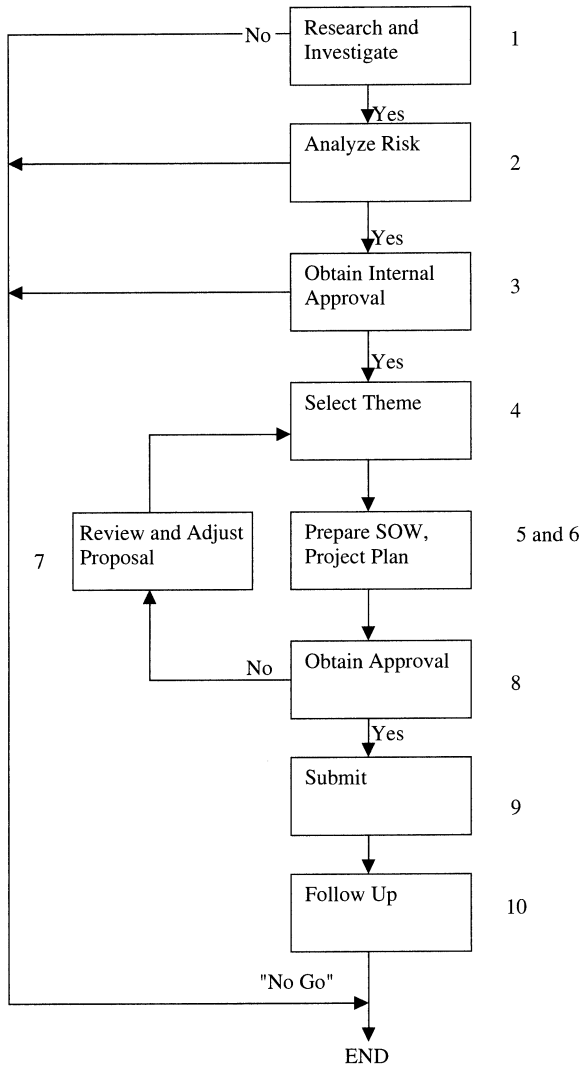 No
Research and
Investigate
1
Yes
Analyze Risk
2
Yes
Obtain Internal
Approval
3
Yes
Select Theme
4
Review and Adjust
Proposal
7
Prepare SOW,
Project Plan
5 and 6
No
Obtain Approval
8
Yes
Submit
9
Follow Up
10
"No Go"
END